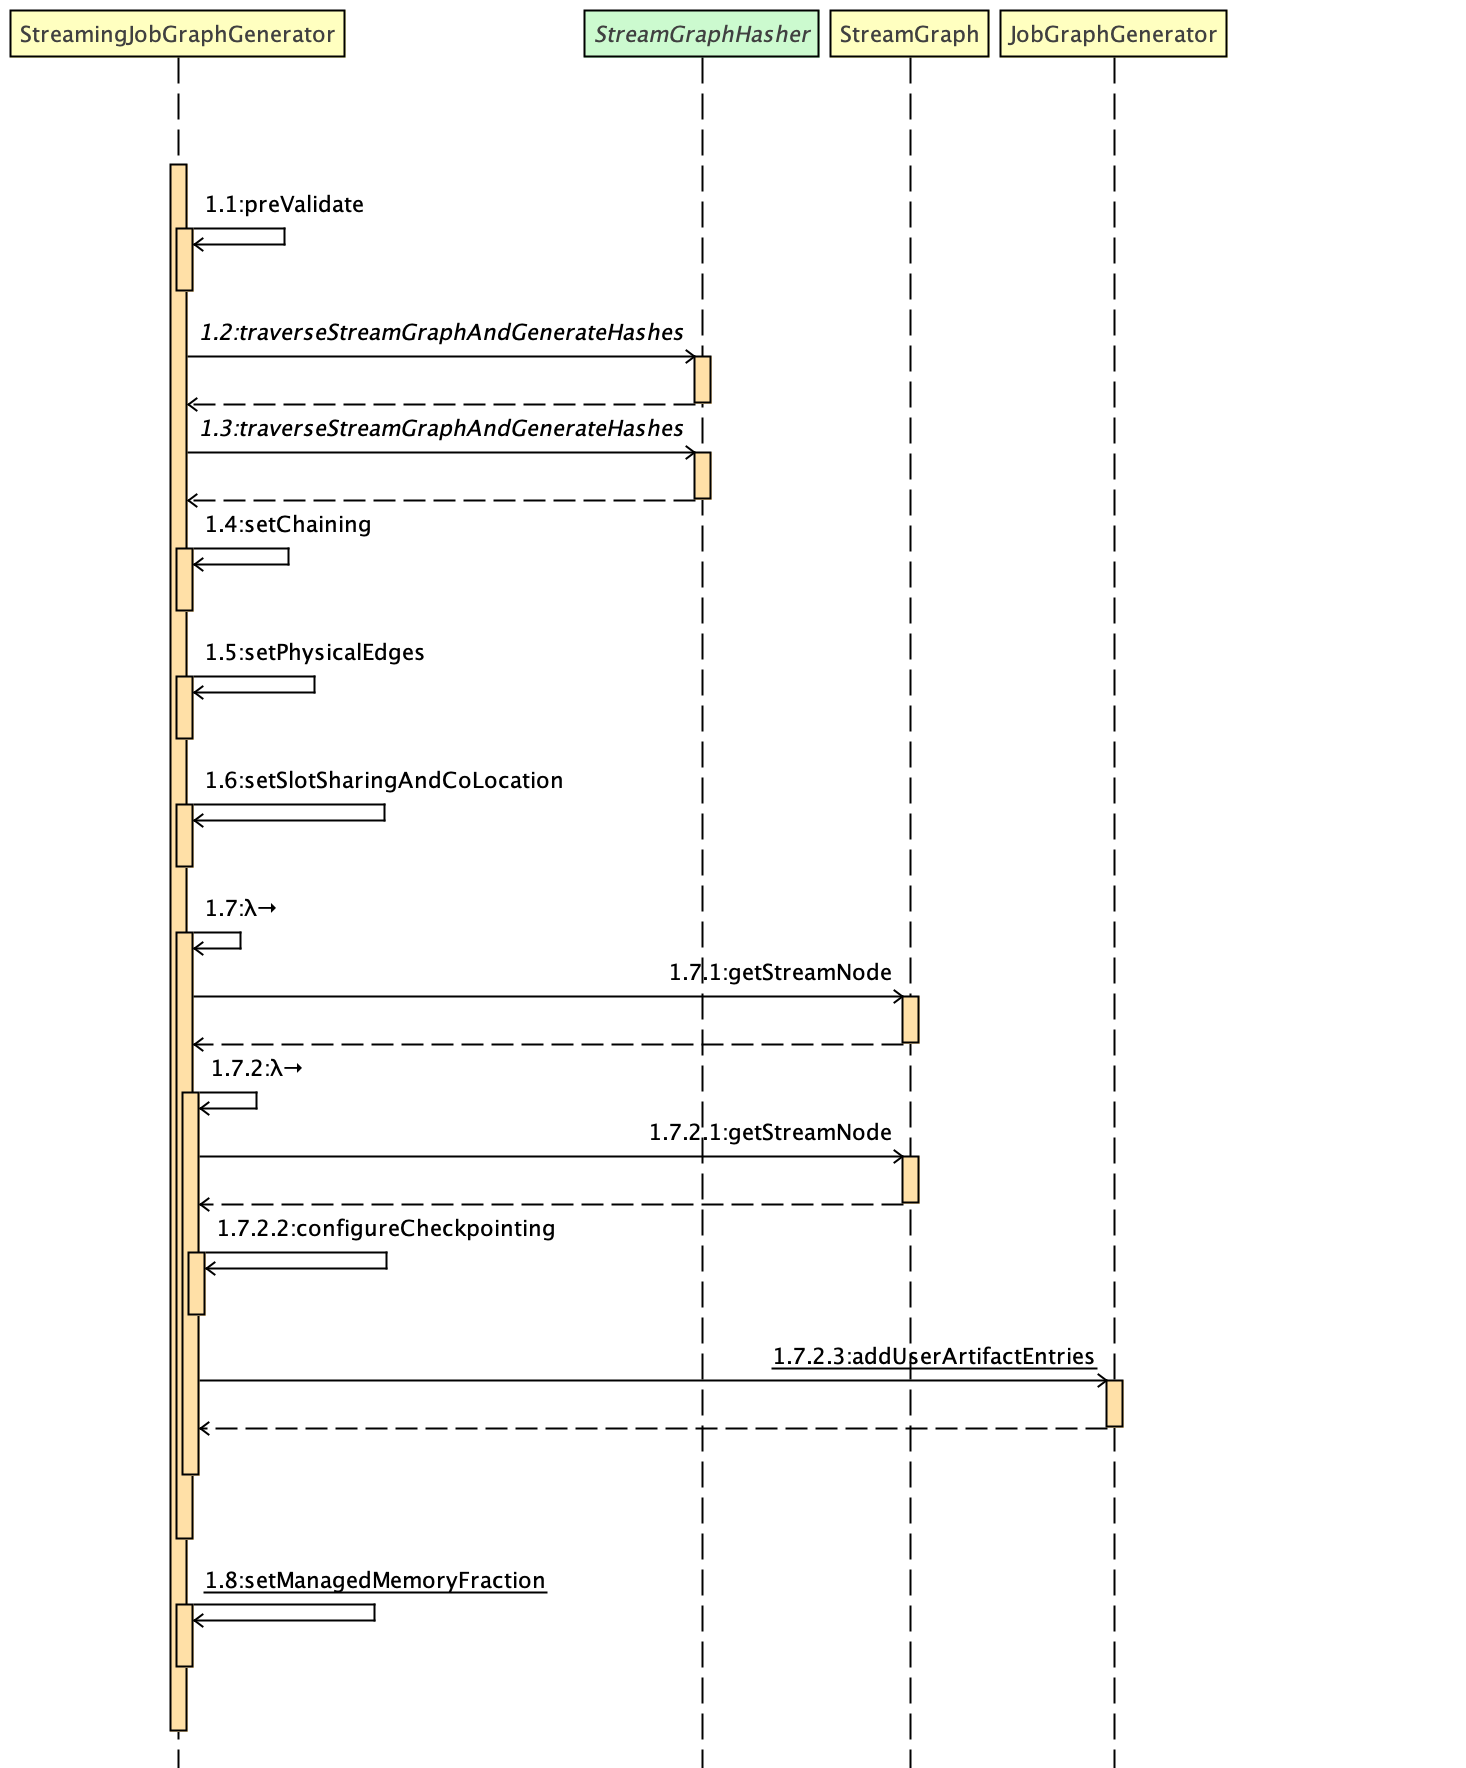 StreamingJobGraphGenerator
StreamGraphHasher
StreamGraph
JobGraphGenerator
1.1:preValidate
1.2:traverseStreamGraphAndGenerateHashes
1.3:traverseStreamGraphAndGenerateHashes
1.4:setChaining
1.5:setPhysicalEdges
1.6:setSlotSharingAndCoLocation
1.7:λ→
1.7.1:getStreamNode
1.7.2:λ→
1.7.2.1:getStreamNode
1.7.2.2:configureCheckpointing
1.7.2.3:addUserArtifactEntries
1.8:setManagedMemoryFraction